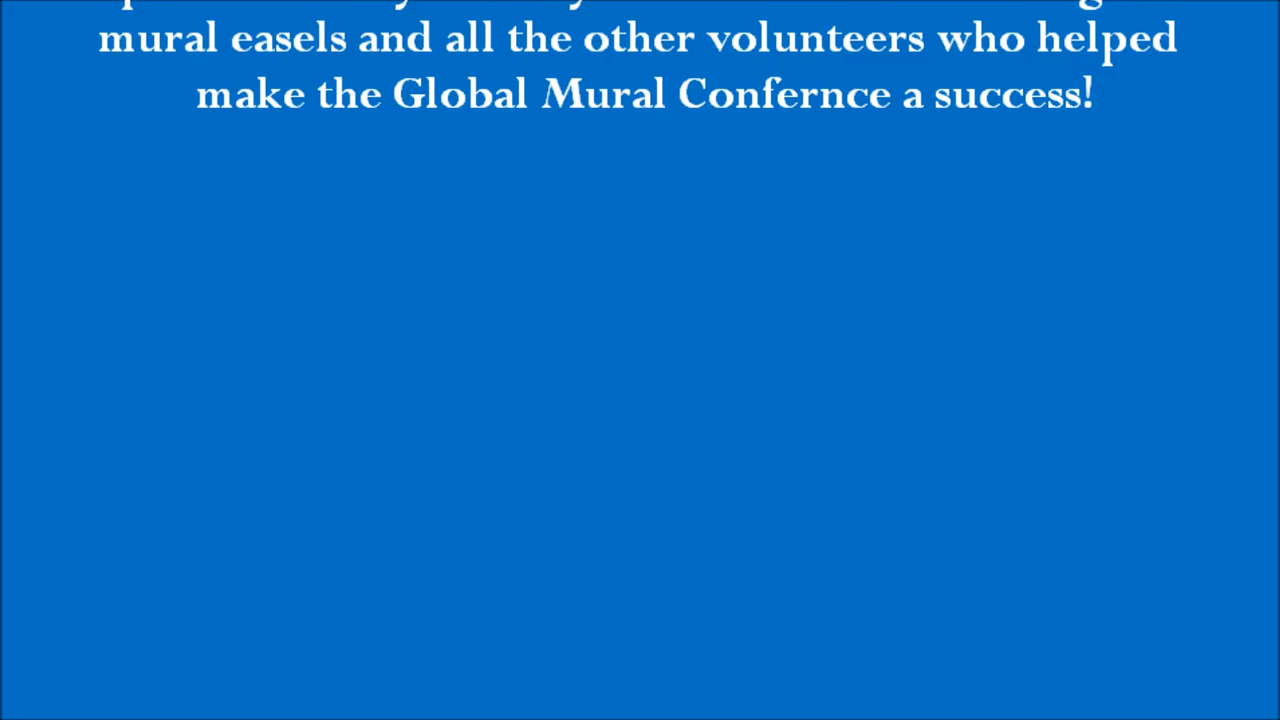 mural easels and all the other volunteers who helped
make the Global Mural Confernce a success!